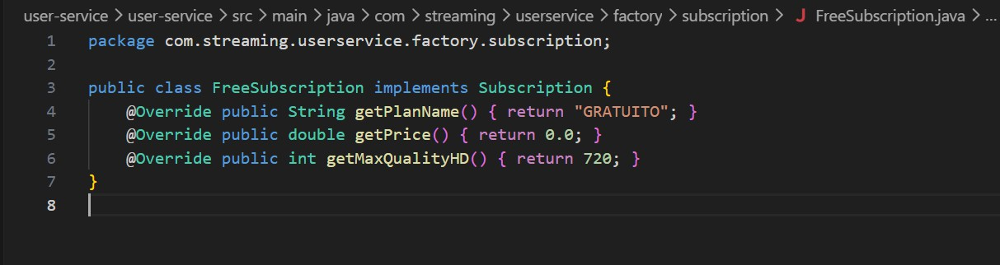 user-service > user-service > src > main > java > com > streaming > userservice > factory > subscription > J FreeSubscription.java > ...
1 package com.streaming.userservice.factory.subscription;
2
3 public class FreeSubscription implements Subscription {
4 @Override public String getPlanName() { return "GRATUITO"; }
5 @Override public double getPrice() { return 0.0; }
6 @Override public int getMaxQualityHD() { return 720; }
7 }
8